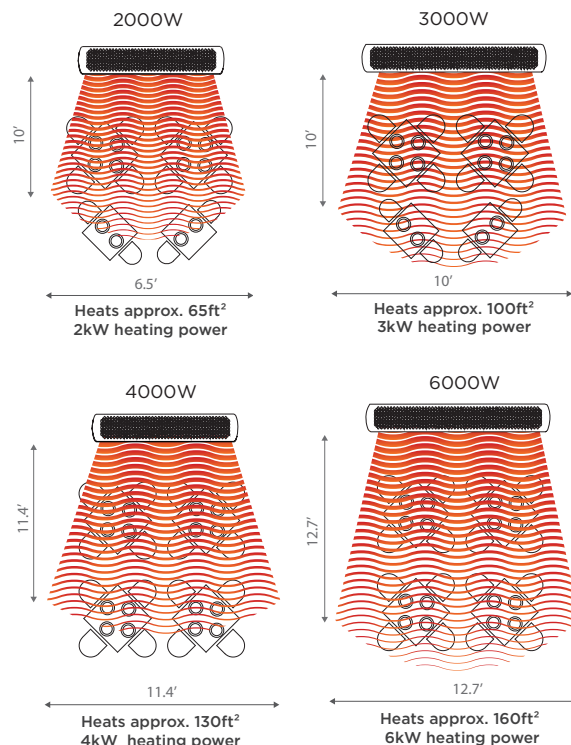 2000W
3000W
10′
10′
6.5′
10′
Heats approx. 65ft²
2kW heating power
Heats approx. 100ft²
3kW heating power
4000W
6000W
11.4′
12.7′
11.4′
12.7′
Heats approx. 130ft²
4kW heating power
Heats approx. 160ft²
6kW heating power